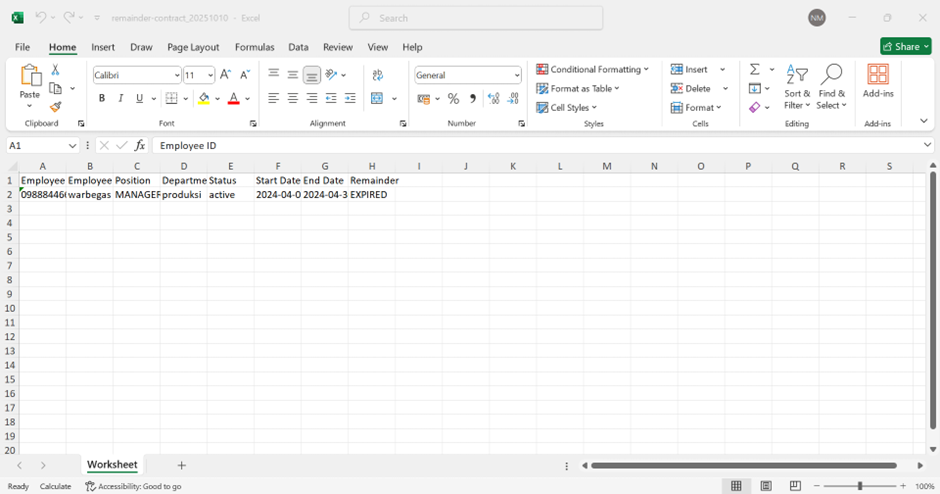 remainder-contract_20251010 - Excel
Search
NM
File Home Insert Draw Page Layout Formulas Data Review View Help Share
Paste
Clipboard
Calibri 11
B I U
Font
Alignment
General
Number
Conditional Formatting
Format as Table
Cell Styles
Styles
Insert
Delete
Format
Cells
Sort & Filter
Find & Select
Editing
Add-ins
Add-ins
A1 fx Employee ID
A B C D E F G H I J K L M N O P Q R S
1 Employee Employee Position Departme Status Start Date End Date Remainder
2 098884466 warbegas MANAGER produksi active 2024-04-0 2024-04-3 EXPIRED
3
4
5
6
7
8
9
10
11
12
13
14
15
16
17
18
19
20
Worksheet
Ready Calculate Accessibility: Good to go 100%